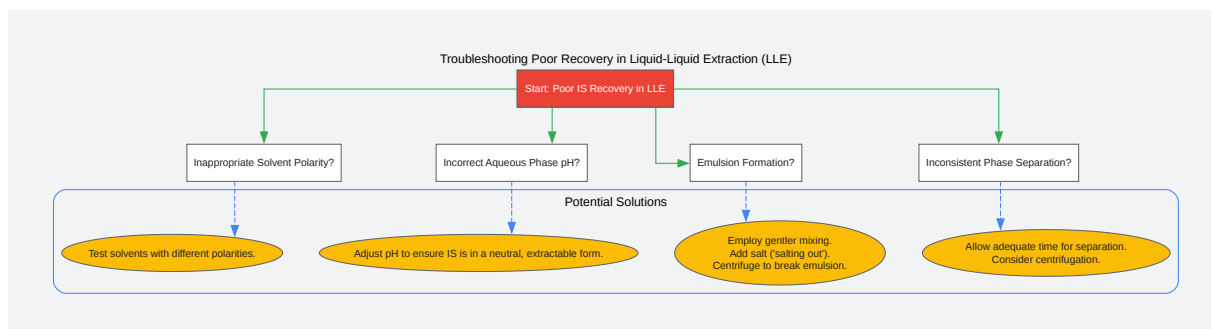 Troubleshooting Poor Recovery in Liquid-Liquid Extraction (LLE)
Start: Poor IS Recovery in LLE
Inappropriate Solvent Polarity?
Incorrect Aqueous Phase pH?
Emulsion Formation?
Inconsistent Phase Separation?
Potential Solutions
Test solvents with different polarities.
Adjust pH to ensure IS is in a neutral, extractable form.
Employ gentler mixing.
Add salt ('salting out').
Centrifuge to break emulsion.
Allow adequate time for separation.
Consider centrifugation.